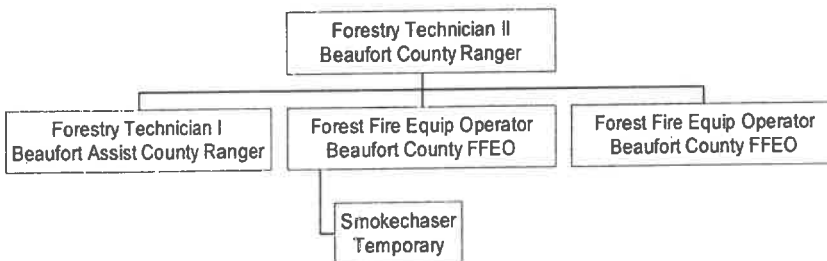 Forestry Technician II
Beaufort County Ranger
Forestry Technician I
Beaufort Assist County Ranger
Forest Fire Equip Operator
Beaufort County FFEO
Forest Fire Equip Operator
Beaufort County FFEO
Smokechaser
Temporary